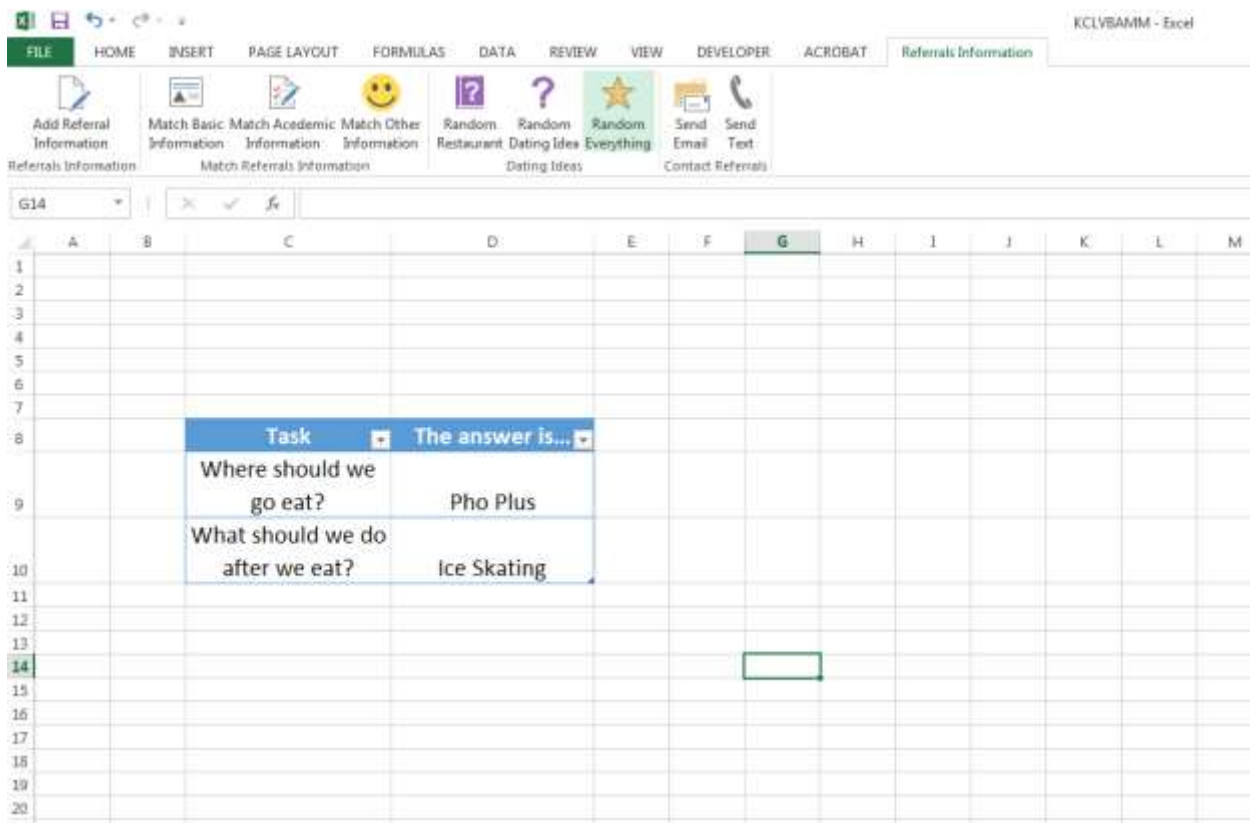 KCLVBAMM - Excel
FILE HOME INSERT PAGE LAYOUT FORMULAS DATA REVIEW VIEW DEVELOPER ACROBAT Referrals Information
Add Referral Match Basic Match Acedemic Match Other Random Random Random Send Send
Information Information Information Information Restaurant Dating Idea Everything Email Text
Referrals Information Match Referrals Information Dating Ideas Contact Referrals
G14 fx
A B C D E F G H I J K L M
1
2
3
4
5
6
7
8 Task The answer is...
Where should we
9 go eat? Pho Plus
What should we do
10 after we eat? Ice Skating
11
12
13
14
15
16
17
18
19
20